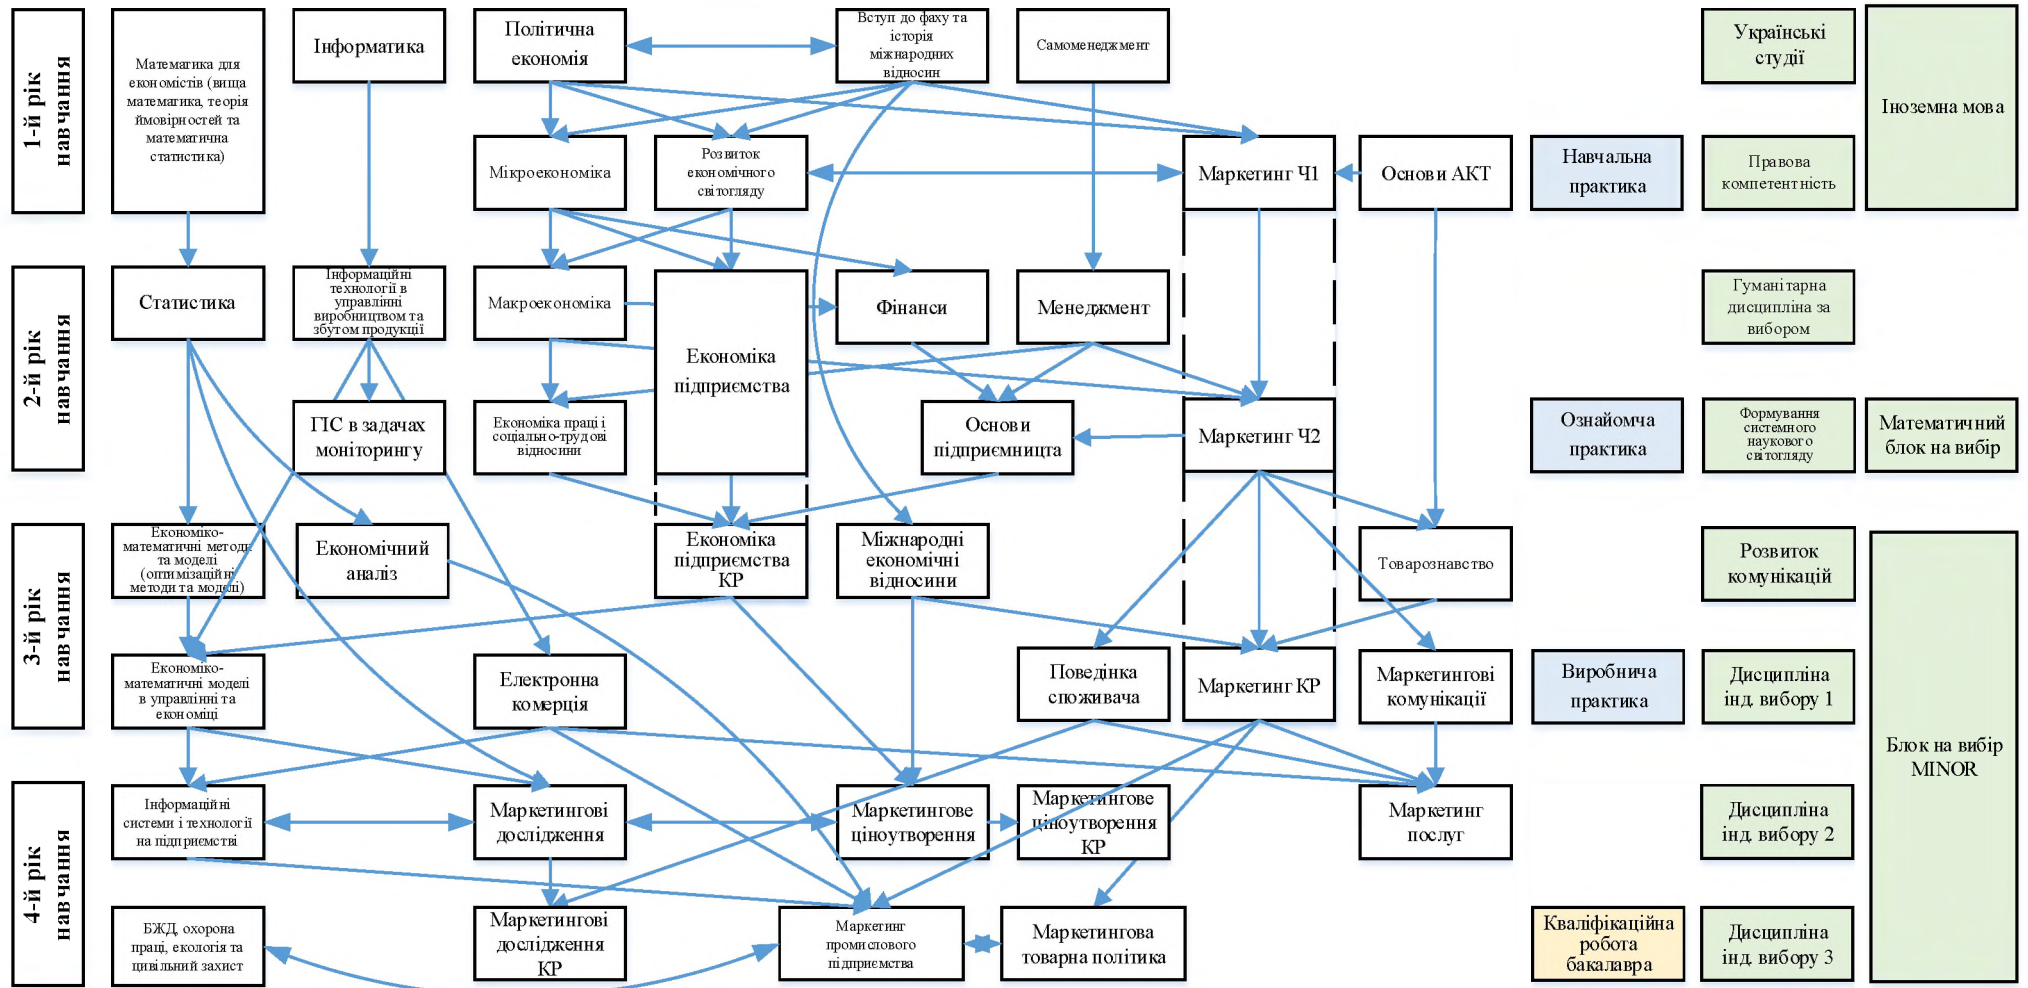 1-й рік
навчання
Математика для
економістів (вища
математика, теорія
ймовірностей та
математична
статистика)
Інформатика
Політична
економія
Вступ до фаху та
історія
міжнародних
відносин
Самоменеджмент
Українські
студії
Іноземна мова
Мікроекономіка
Розвиток
економічного
світогляду
Маркетинг Ч1
Основи АКТ
Навчальна
практика
Правова
компетентність
2-й рік
навчання
Статистика
Інформаційні
технології в
управлінні
виробництвом та
збутом продукції
Макроекономіка
Економіка
підприємства
Фінанси
Менеджмент
Гуманітарна
дисципліна за
вибором
ГІС в задачах
моніторингу
Економіка праці і
соціально-трудові
відносини
Основи
підприємницта
Маркетинг Ч2
Ознайомча
практика
Формування
системного
наукового
світогляду
Математичний
блок на вибір
3-й рік
навчання
Економіко-
математичні методи
та моделі
(оптимізаційні
методи та моделі)
Економічний
аналіз
Економіка
підприємства
КР
Міжнародні
економічні
відносини
Товарознавство
Розвиток
комунікацій
Блок на вибір
MINOR
Економіко-
математичні моделі
в управлінні та
економіці
Електронна
комерція
Поведінка
споживача
Маркетинг КР
Маркетингові
комунікації
Виробнича
практика
Дисципліна
інд. вибору 1
4-й рік
навчання
Інформаційні
системи і технології
на підприємстві
Маркетингові
дослідження
Маркетингове
ціноутворення
Маркетингове
ціноутворення
КР
Маркетинг
послуг
Дисципліна
інд. вибору 2
БЖД, охорона
праці, екологія та
цивільний захист
Маркетингові
дослідження
КР
Маркетинг
промислового
підприємства
Маркетингова
товарна політика
Кваліфікаційна
робота
бакалавра
Дисципліна
інд. вибору 3